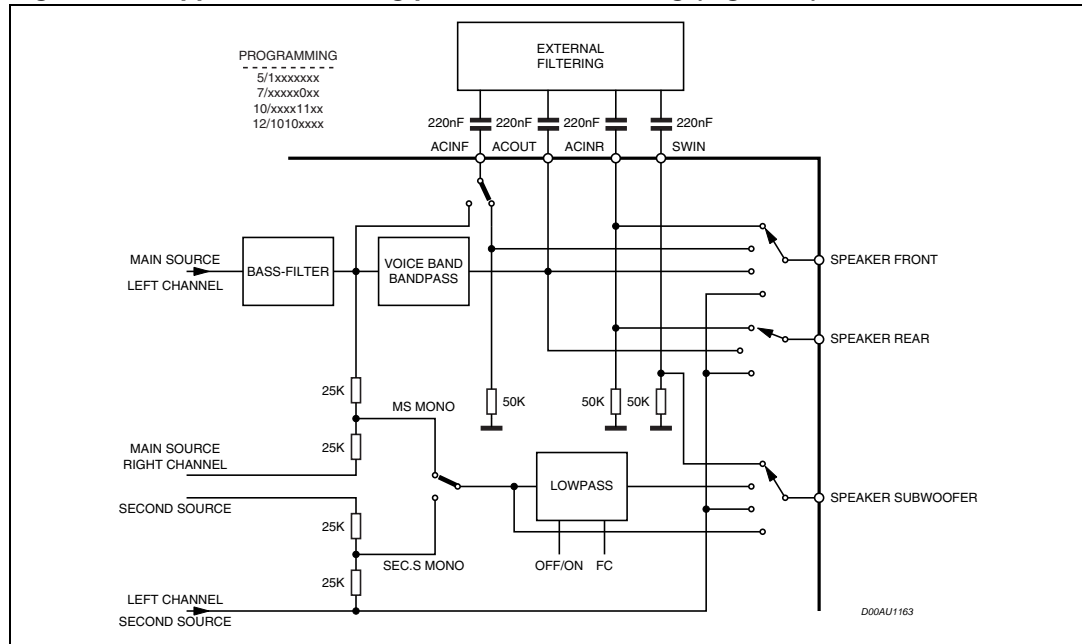 EXTERNAL
FILTERING
PROGRAMMING
5/1xxxxxxx
7/xxxxx0xx
10/xxxx11xx
12/1010xxxx
220nF
220nF
220nF
220nF
ACINF
ACOUT
ACINR
SWIN
MAIN SOURCE
LEFT CHANNEL
BASS-FILTER
VOICE BAND
BANDPASS
SPEAKER FRONT
SPEAKER REAR
25K
MS MONO
50K
50K
50K
25K
MAIN SOURCE
RIGHT CHANNEL
LOWPASS
SPEAKER SUBWOOFER
SECOND SOURCE
25K
SEC.S MONO
OFF/ON
FC
25K
LEFT CHANNEL
SECOND SOURCE
D00AU1163